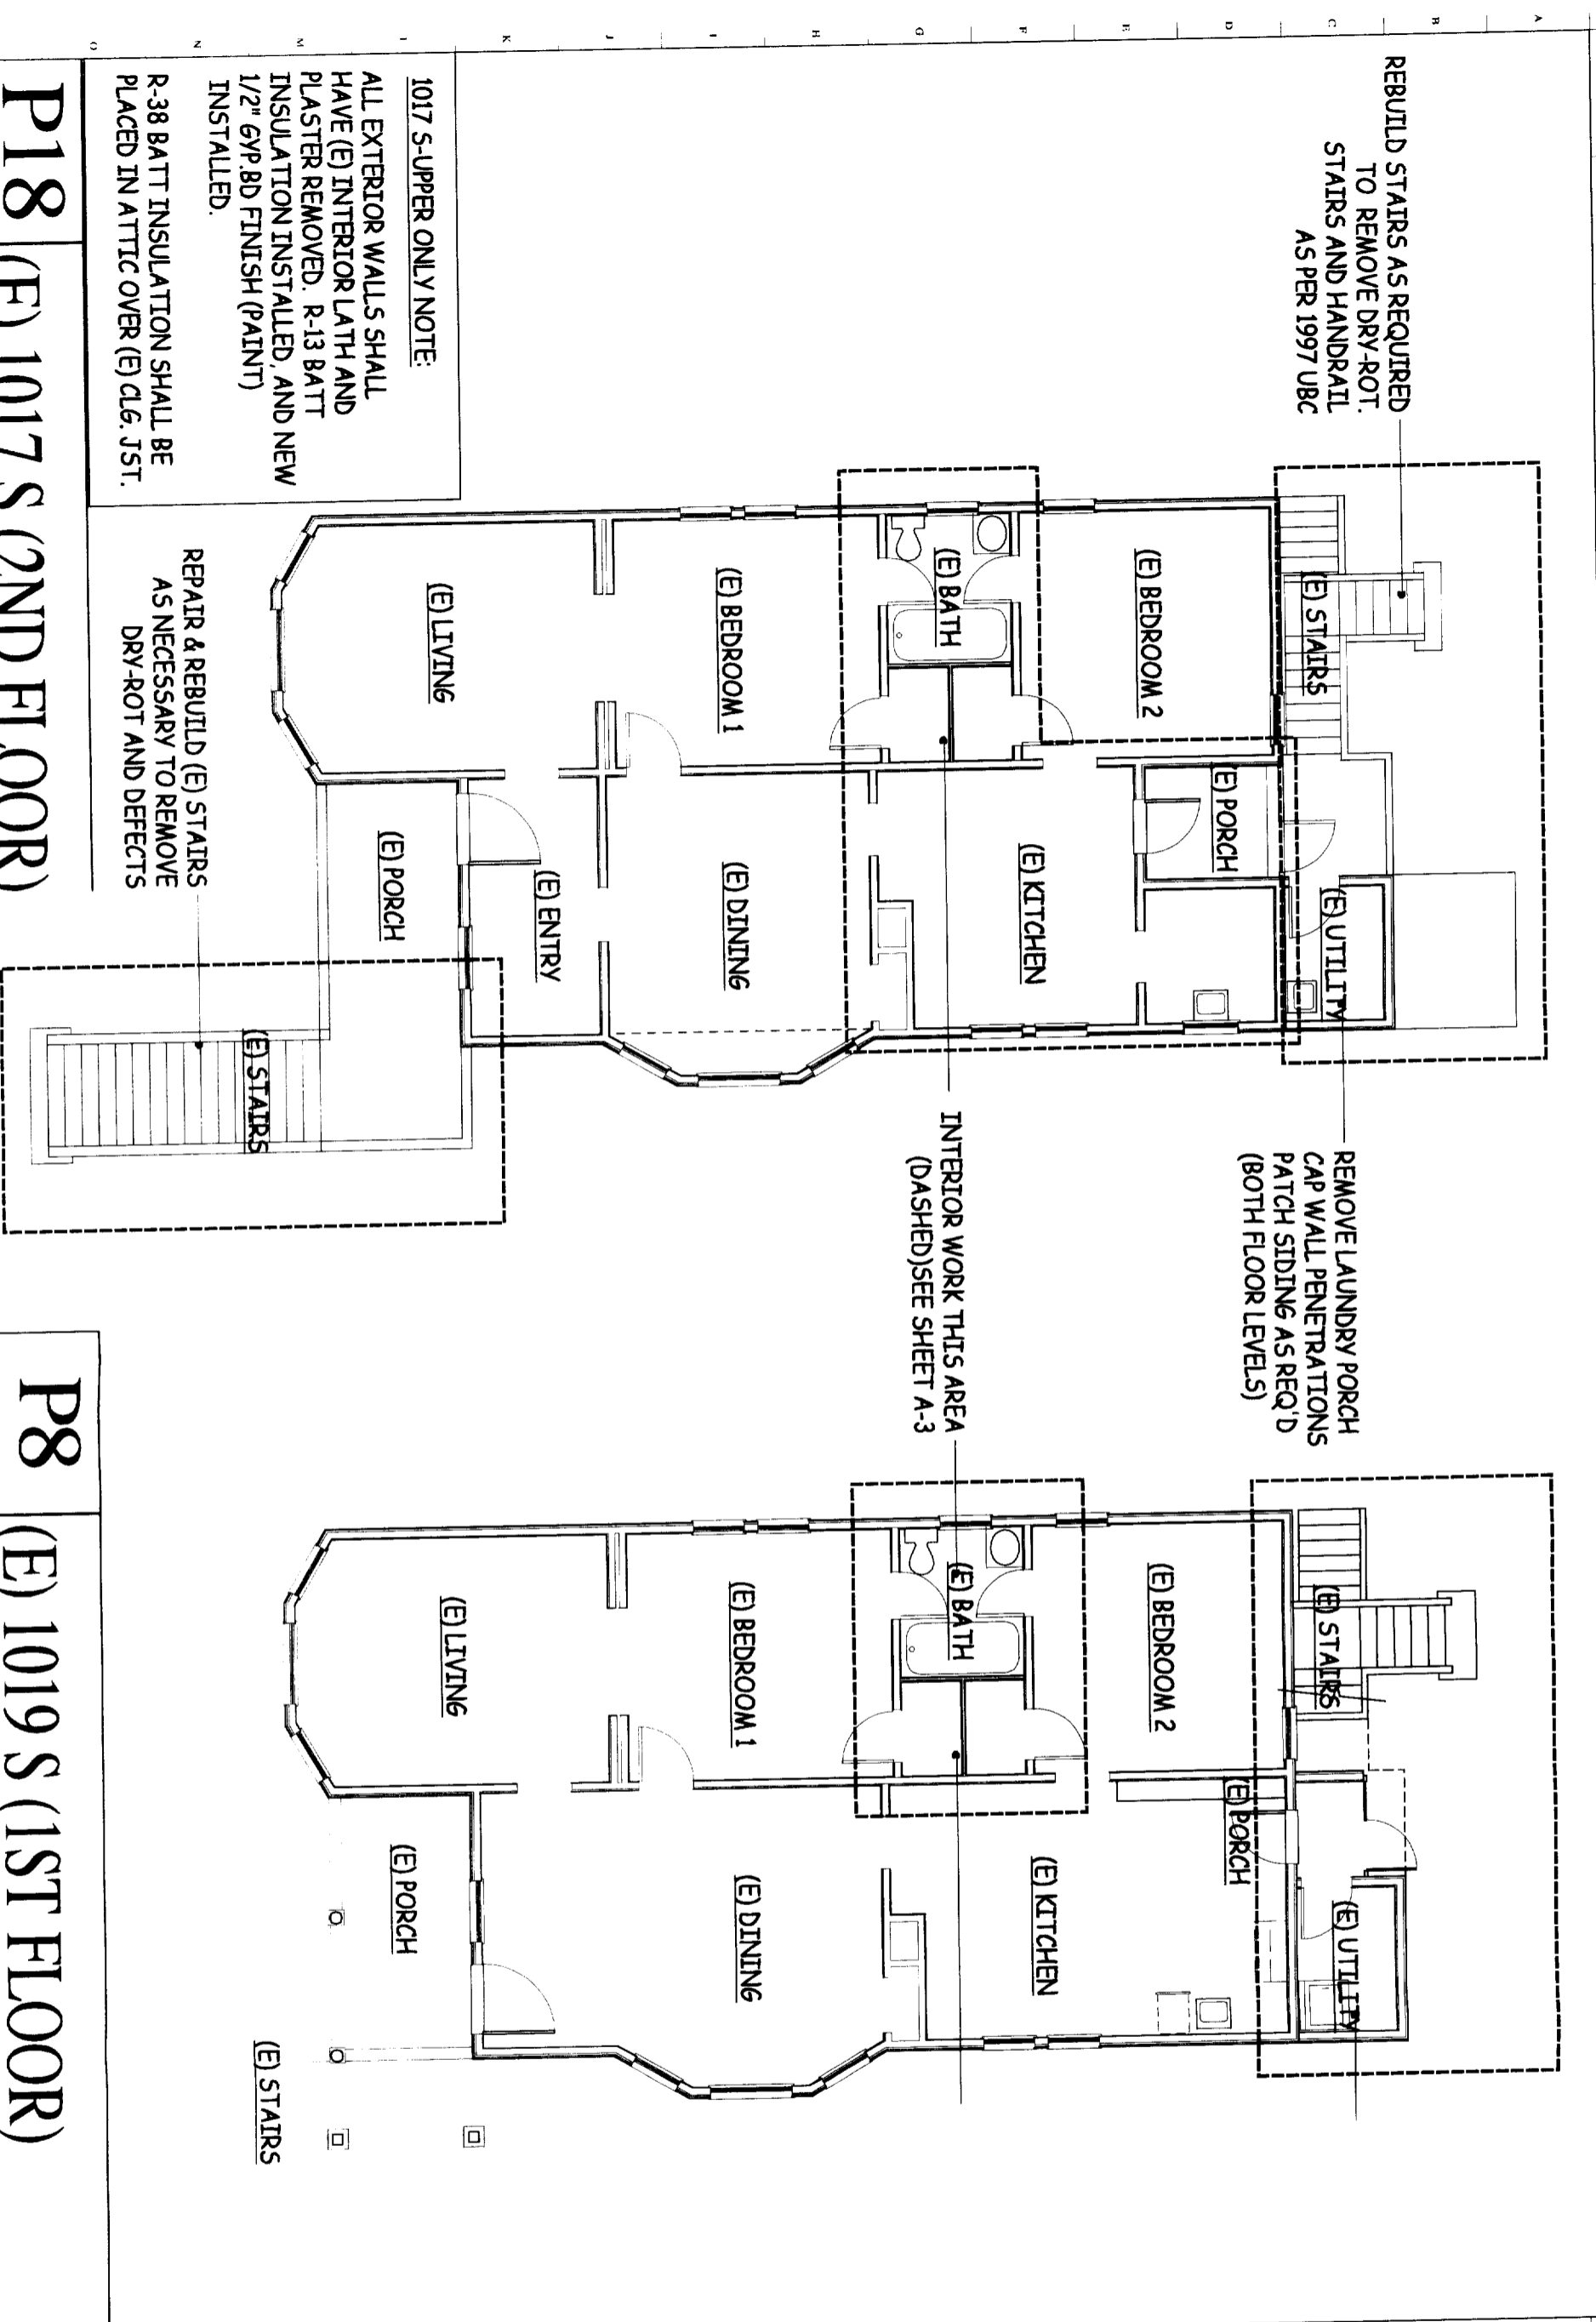 REBUILD STAIRS AS REQUIRED
TO REMOVE DRY-ROT.
STAIRS AND HANDRAIL
AS PER 1997 UBC
(E) STAIRS
(E) UTILITY
(E) PORCH
(E) BEDROOM 2
(E) KITCHEN
(E) BATH
(E) BEDROOM 1
(E) DINING
(E) ENTRY
(E) LIVING
(E) PORCH
(E) STAIRS
1017 S-UPPER ONLY NOTE:
ALL EXTERIOR WALLS SHALL
HAVE (E) INTERIOR LATH AND
PLASTER REMOVED. R-13 BATT
INSULATION INSTALLED, AND NEW
1/2" GYP.BD FINISH (PAINT)
INSTALLED.
R-38 BATT INSULATION SHALL BE
PLACED IN ATTIC OVER (E) CLG. JST.
REPAIR & REBUILD (E) STAIRS
AS NECESSARY TO REMOVE
DRY-ROT AND DEFECTS
P18
(E) 1017 S (2ND FLOOR)
REMOVE LAUNDRY PORCH
CAP WALL PENETRATIONS
PATCH SIDING AS REQ'D
(BOTH FLOOR LEVELS)
INTERIOR WORK THIS AREA
(DASHED)SEE SHEET A-3
(E) STAIRS
(E) UTILITY
(E) PORCH
(E) BEDROOM 2
(E) KITCHEN
(E) BATH
(E) BEDROOM 1
(E) DINING
(E) LIVING
(E) PORCH
(E) STAIRS
P8
(E) 1019 S (1ST FLOOR)
A
B
C
D
E
F
G
H
I
J
K
M
N
O